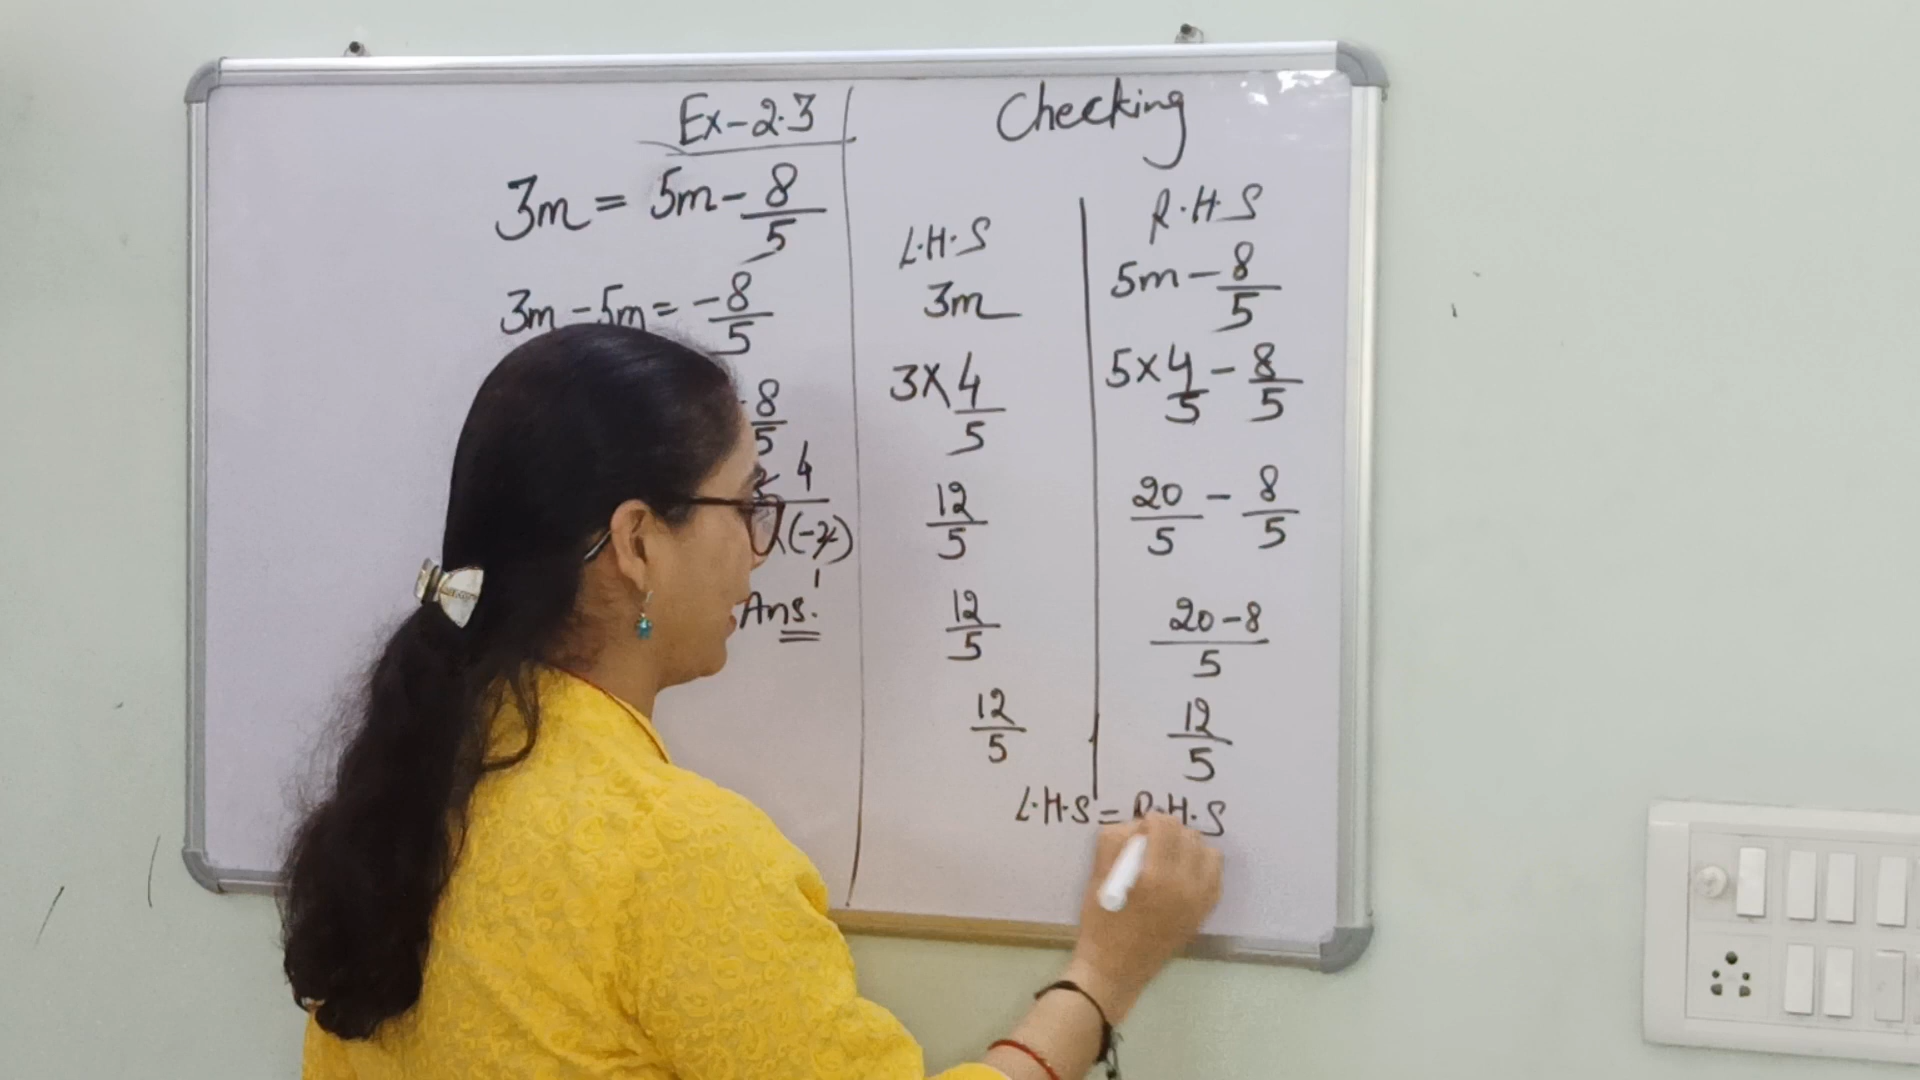 Ex-2.3
3m = 5m - 8/5
3m - 5m = -8/5
8/5
4
(-2)
1
Ans.
Checking
L.H.S
3m
3 × 4/5
12/5
12/5
12/5
R.H.S
5m - 8/5
5 × 4/5 - 8/5
20/5 - 8/5
20-8/5
12/5
L.H.S = R.H.S